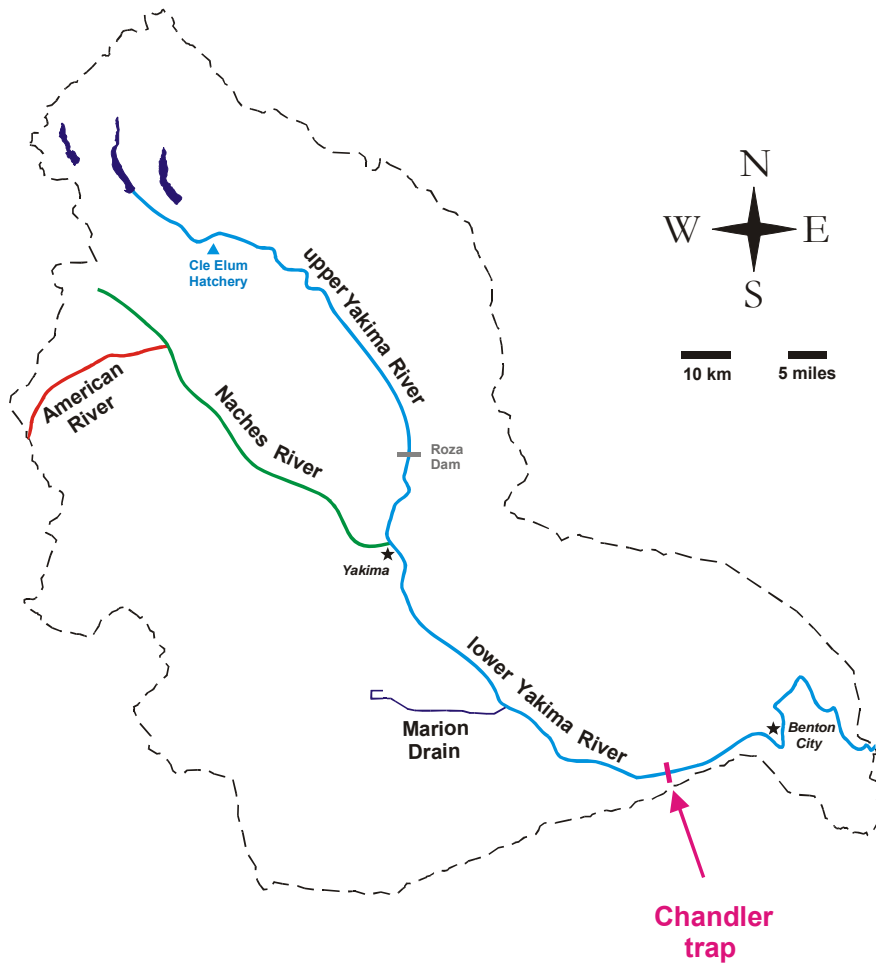 N
W
E
S
10 km
5 miles
Cle Elum
Hatchery
upper Yakima River
American
River
Naches River
Roza
Dam
Yakima
lower Yakima River
Marion
Drain
Benton
City
Chandler
trap